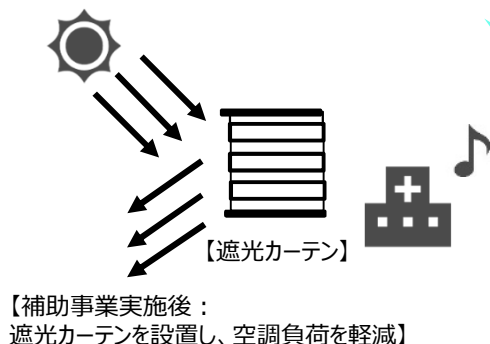 【遮光カーテン】
【補助事業実施後：
遮光カーテンを設置し、空調負荷を軽減】